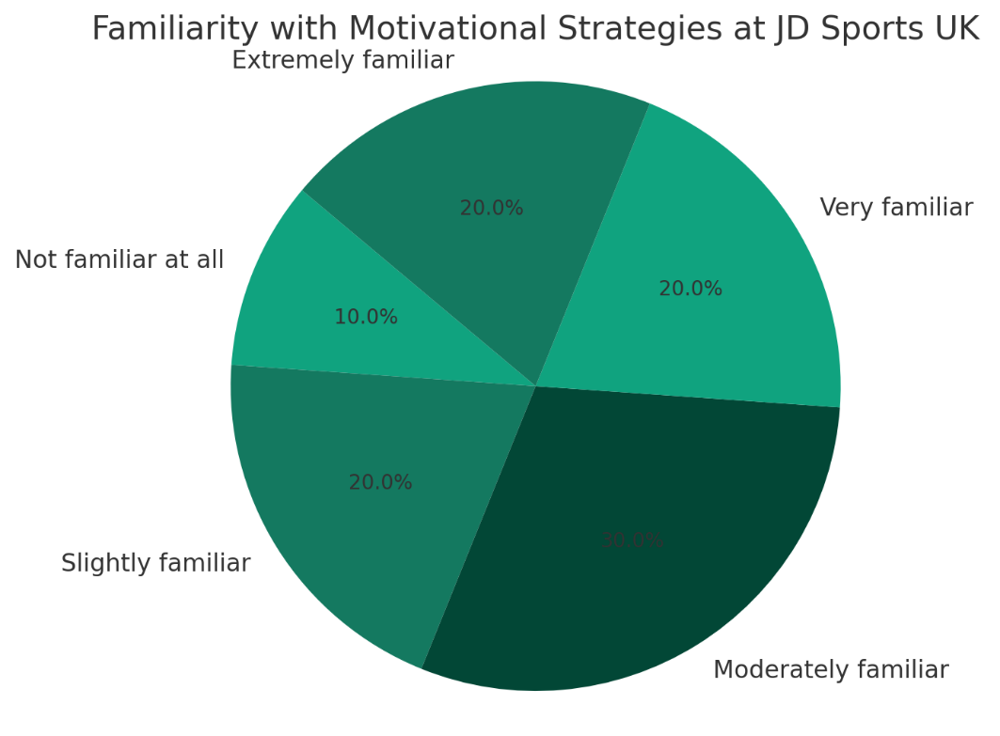 Familiarity with Motivational Strategies at JD Sports UK
Extremely familiar
20.0%
Very familiar
20.0%
Not familiar at all
10.0%
Slightly familiar
20.0%
Moderately familiar
30.0%